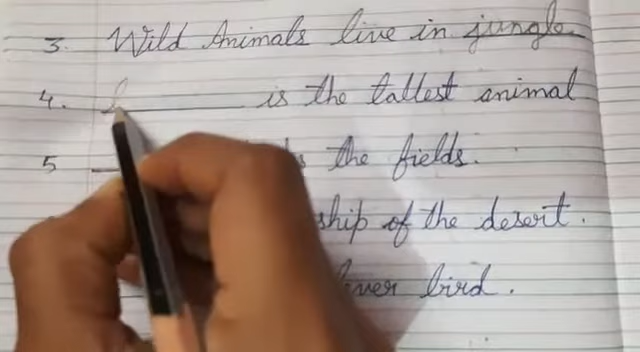 3. Wild Animals live in jungle
4. is the tallest animal
5 the fields.
ship of the desert.
bird.